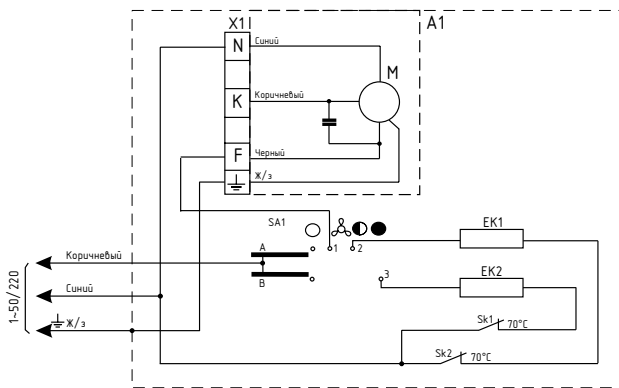 X1
A1
N
Синий
M
K
Коричневый
F
Черный
Ж/з
SA1
1
2
EK1
A
Коричневый
B
3
EK2
Синий
Sk1
70°C
Ж/з
Sk2
70°C
1~50/220